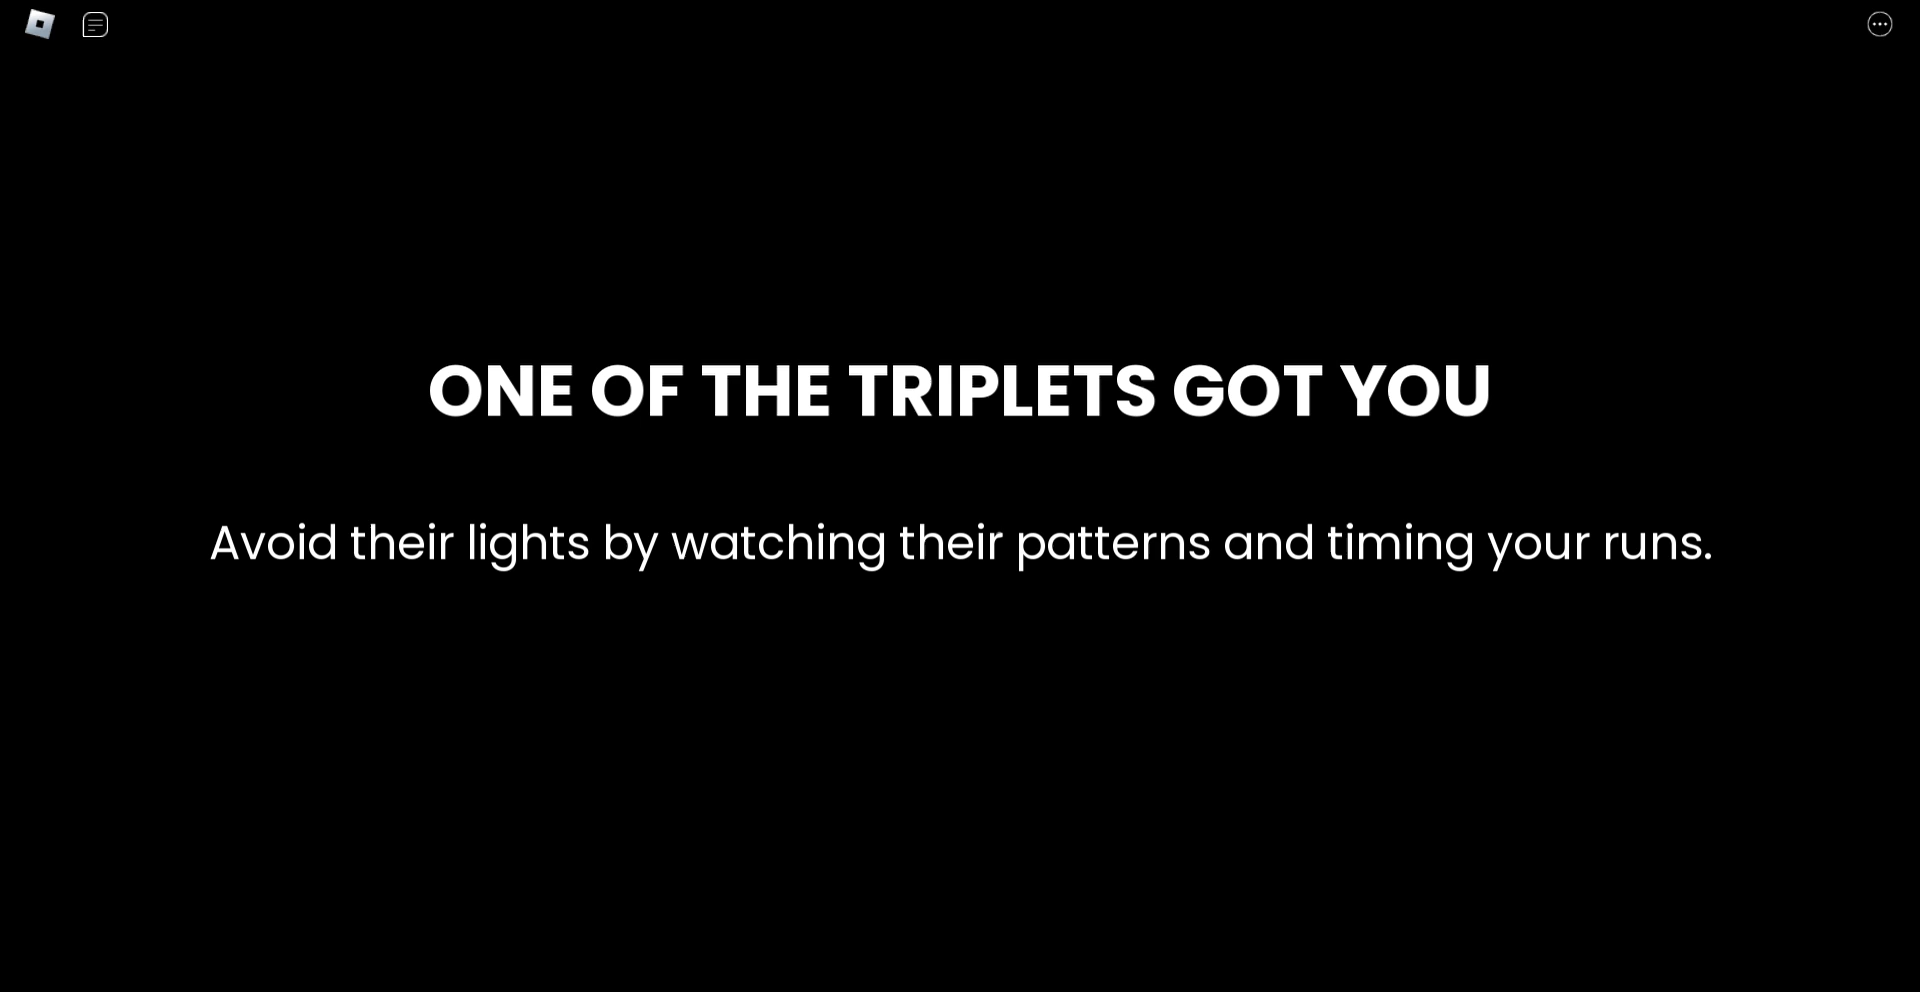 ONE OF THE TRIPLETS GOT YOU
Avoid their lights by watching their patterns and timing your runs.